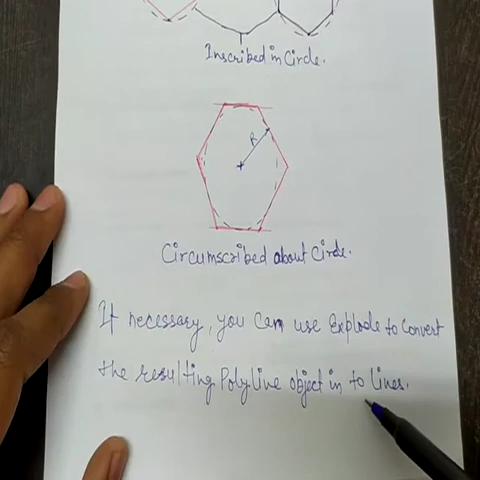 Inscribed in Circle.
R
Circumscribed about Circle.
If necessary, you can use Explode to Convert
the resulting Polyline object in to lines.